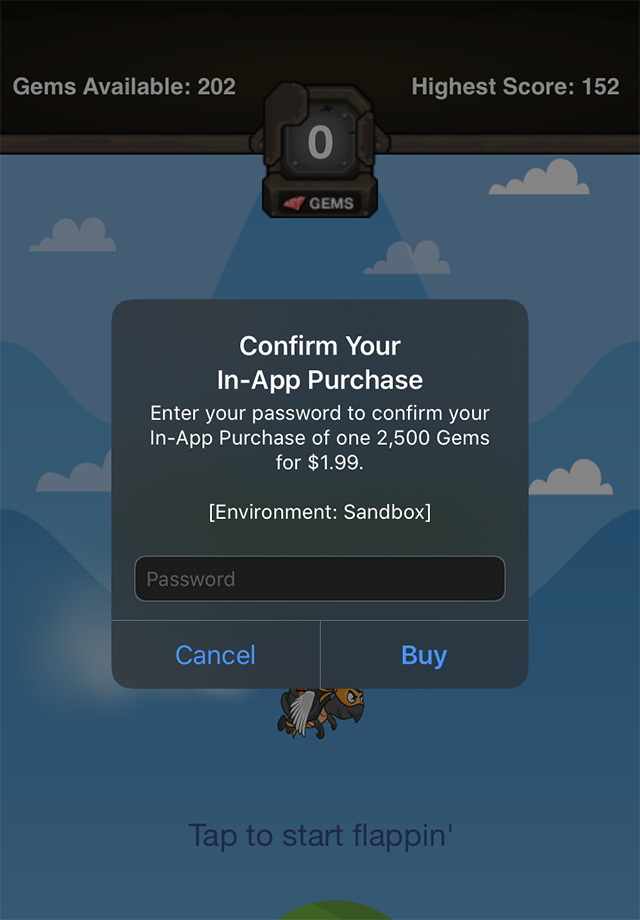 Gems Available: 202
Highest Score: 152
0
GEMS
Confirm Your
In-App Purchase
Enter your password to confirm your
In-App Purchase of one 2,500 Gems
for $1.99.
[Environment: Sandbox]
Password
Cancel
Buy
Tap to start flappin'